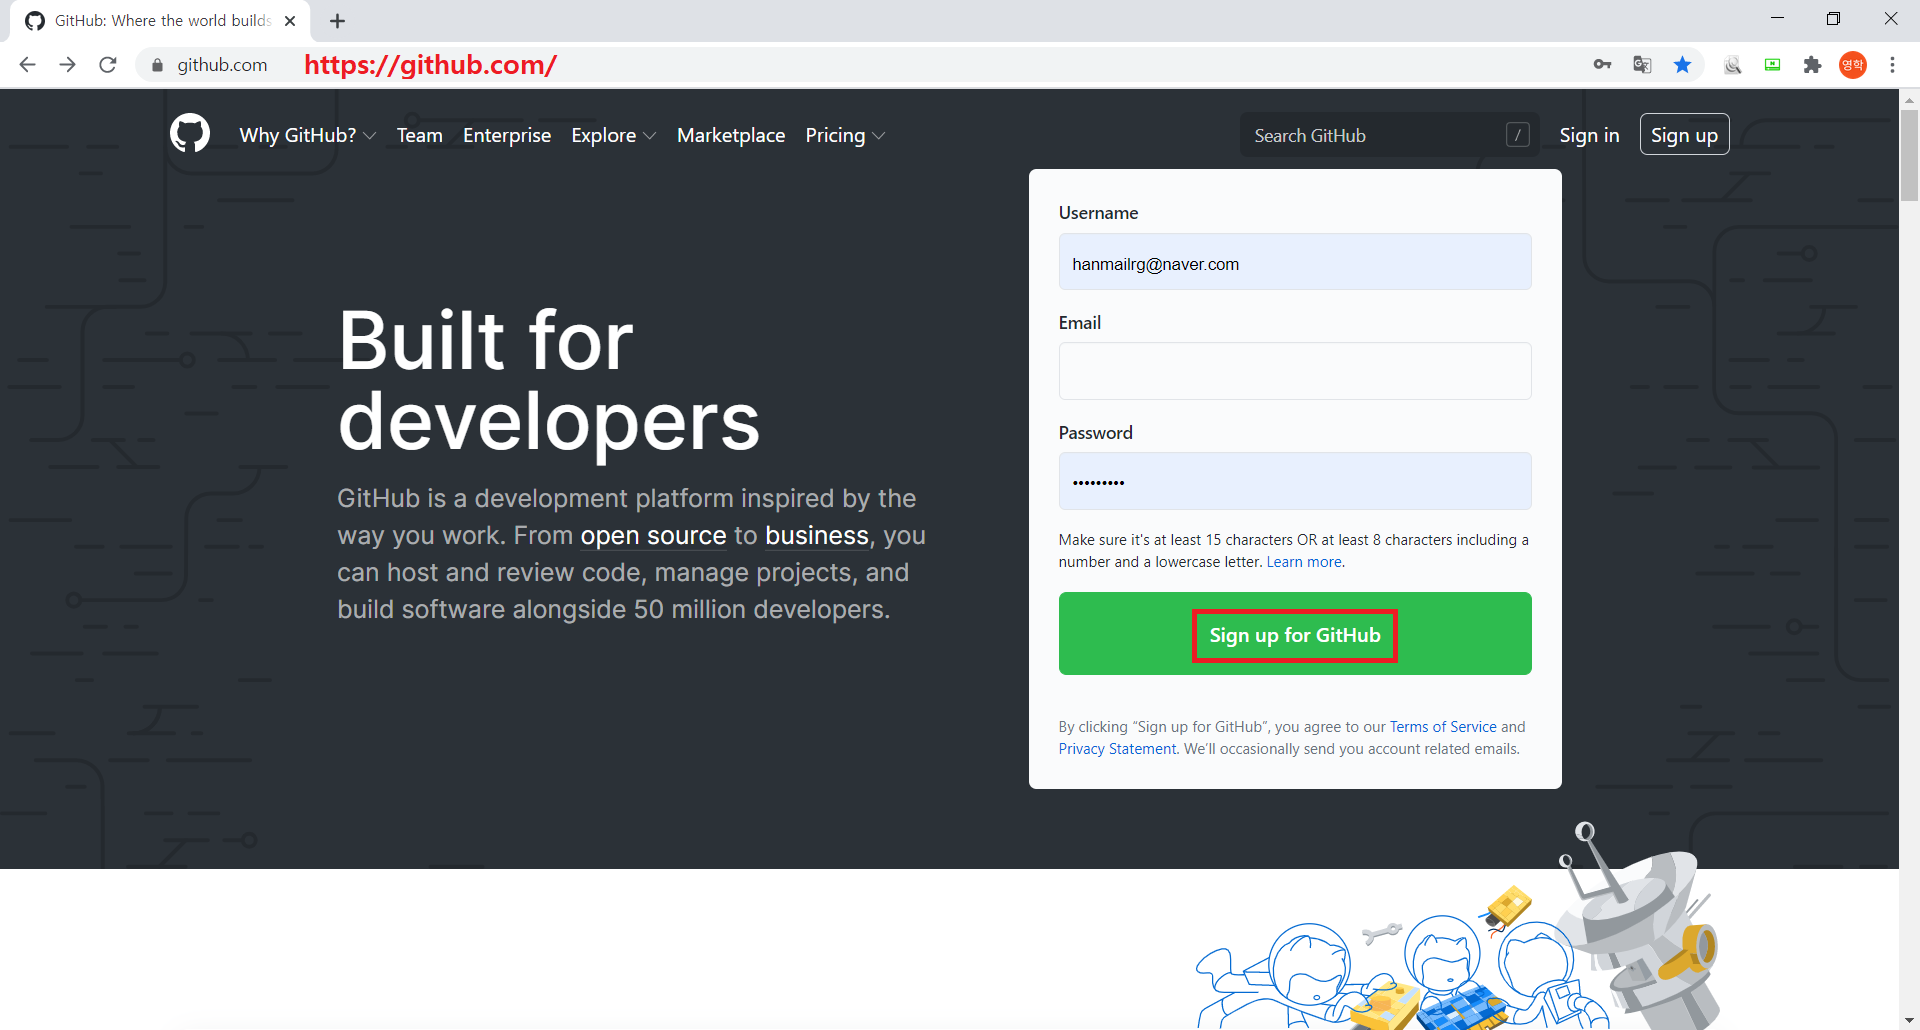 GitHub: Where the world builds
github.com
https://github.com/
영학
Why GitHub? Team Enterprise Explore Marketplace Pricing
Search GitHub /
Sign in
Sign up
Built for
developers
GitHub is a development platform inspired by the
way you work. From open source to business, you
can host and review code, manage projects, and
build software alongside 50 million developers.
Username
hanmailrg@naver.com
Email
Password
•••••••••
Make sure it's at least 15 characters OR at least 8 characters including a
number and a lowercase letter. Learn more.
Sign up for GitHub
By clicking “Sign up for GitHub”, you agree to our Terms of Service and
Privacy Statement. We’ll occasionally send you account related emails.